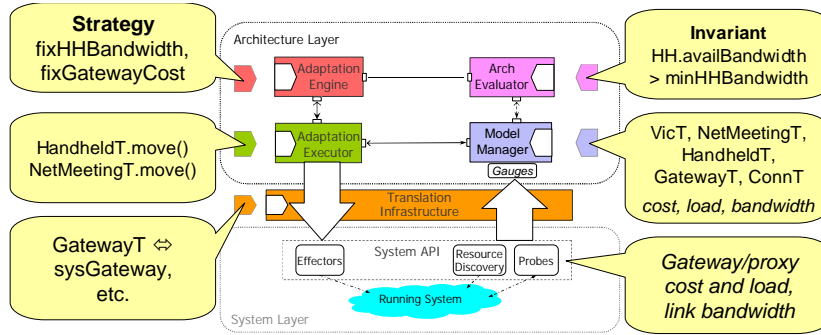 Strategy
fixHHBandwidth,
fixGatewayCost
HandheldT.move()
NetMeetingT.move()
GatewayT ⇔
sysGateway,
etc.
Architecture Layer
Adaptation
Engine
Arch
Evaluator
Adaptation
Executor
Model
Manager
Gauges
Translation
Infrastructure
System API
Effectors
Resource
Discovery
Probes
Running System
System Layer
Invariant
HH.availBandwidth
> minHHBandwidth
VicT, NetMeetingT,
HandheldT,
GatewayT, ConnT
cost, load, bandwidth
Gateway/proxy
cost and load,
link bandwidth